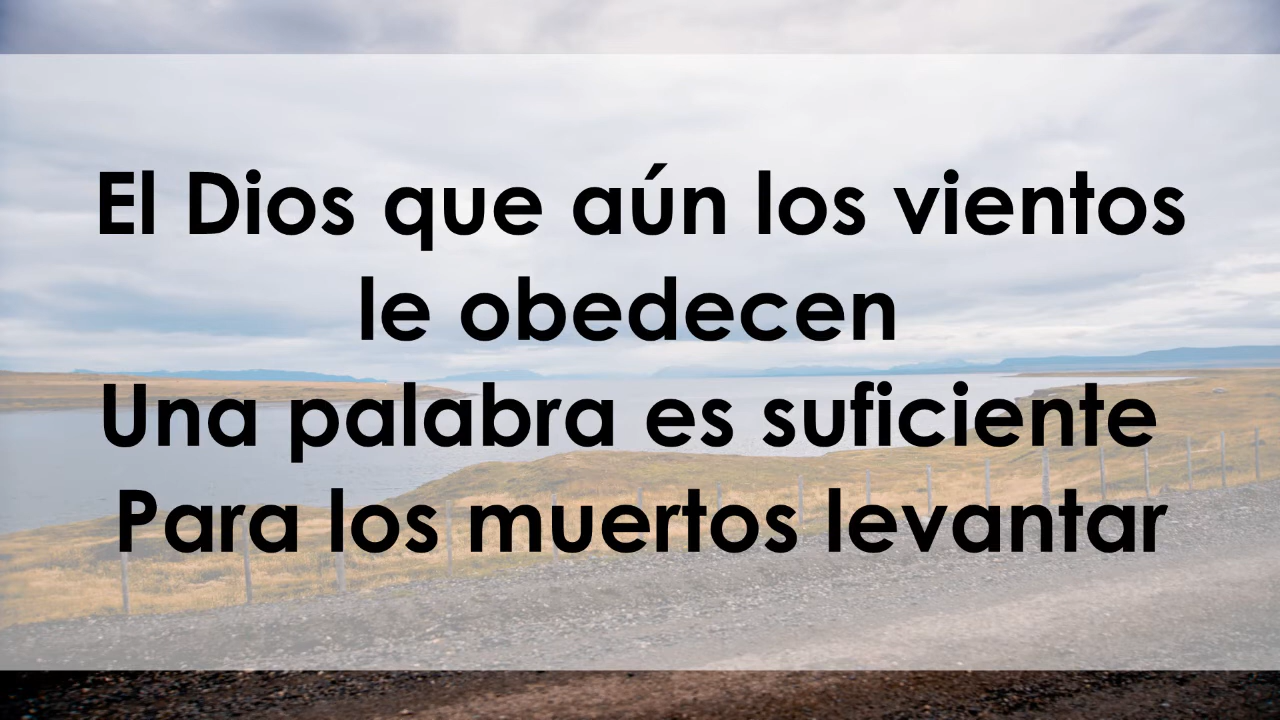 El Dios que aún los vientos
le obedecen
Una palabra es suficiente
Para los muertos levantar